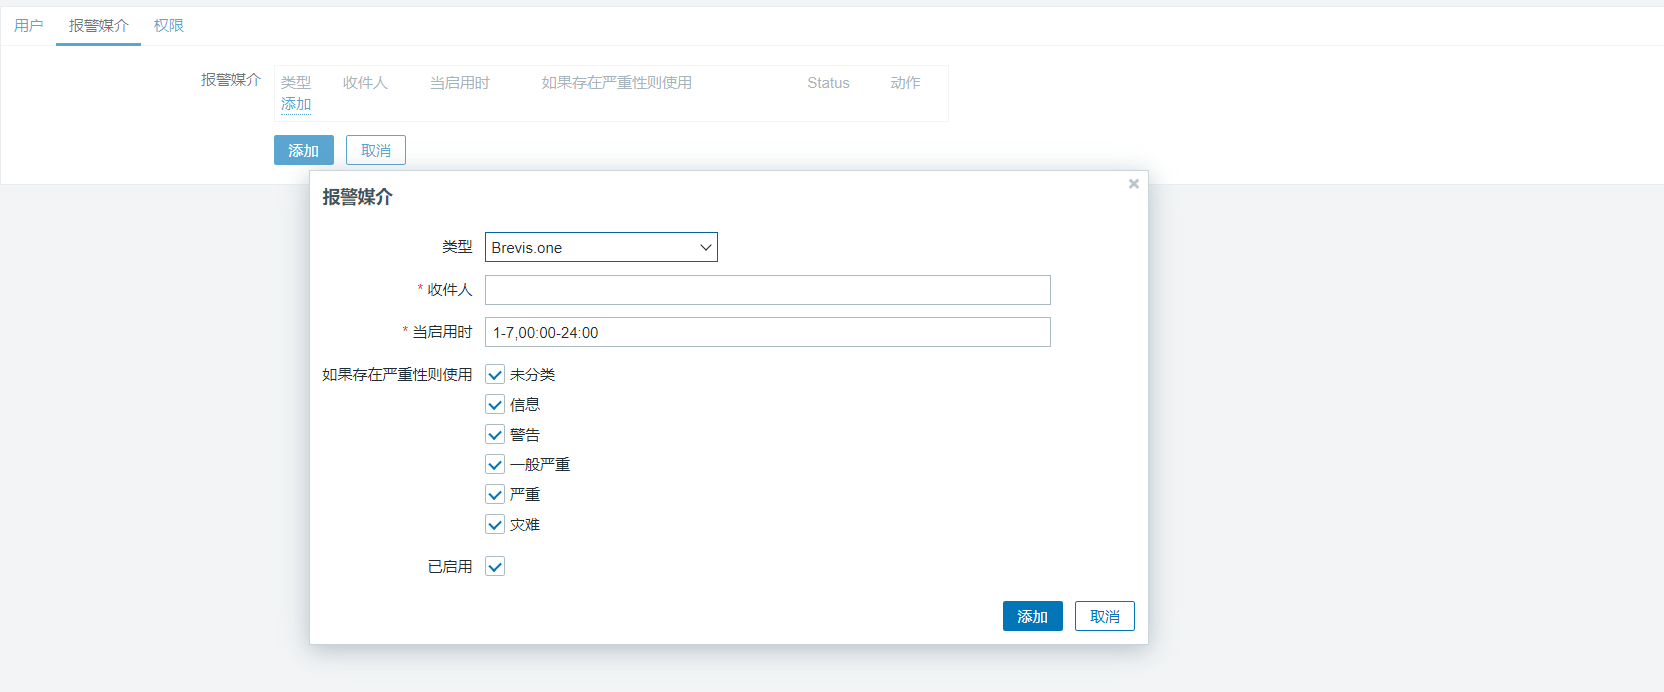 用户 报警媒介 权限
报警媒介 类型 收件人 当启用时 如果存在严重性则使用 Status 动作
添加
添加 取消
报警媒介
类型 Brevis.one
* 收件人
* 当启用时 1-7,00:00-24:00
如果存在严重性则使用 未分类
信息
警告
一般严重
严重
灾难
已启用
添加 取消